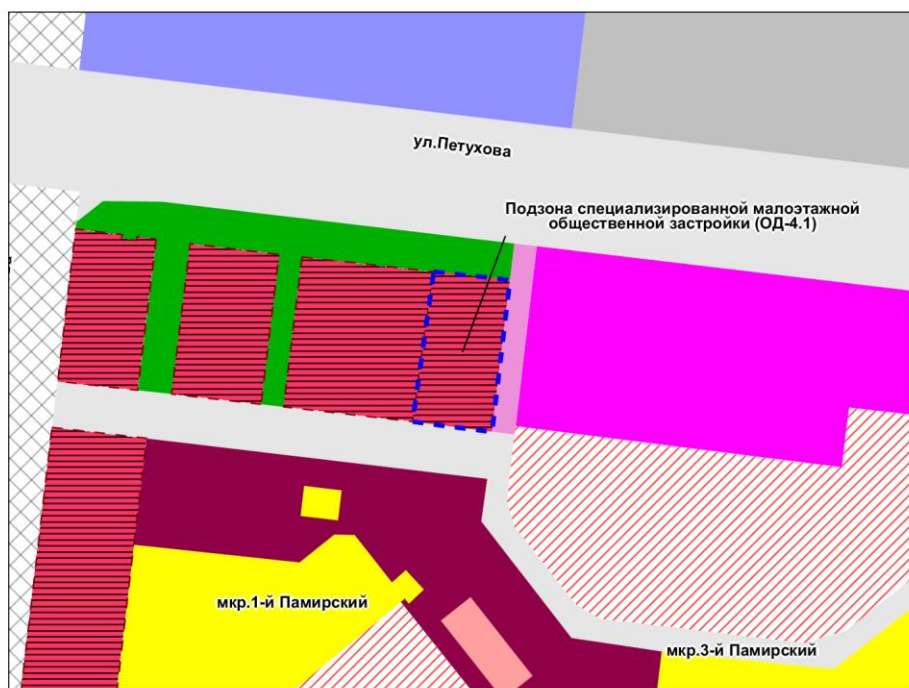 ул.Петухова
Подзона специализированной малоэтажной
общественной застройки (ОД-4.1)
мкр.1-й Памирский
мкр.3-й Памирский